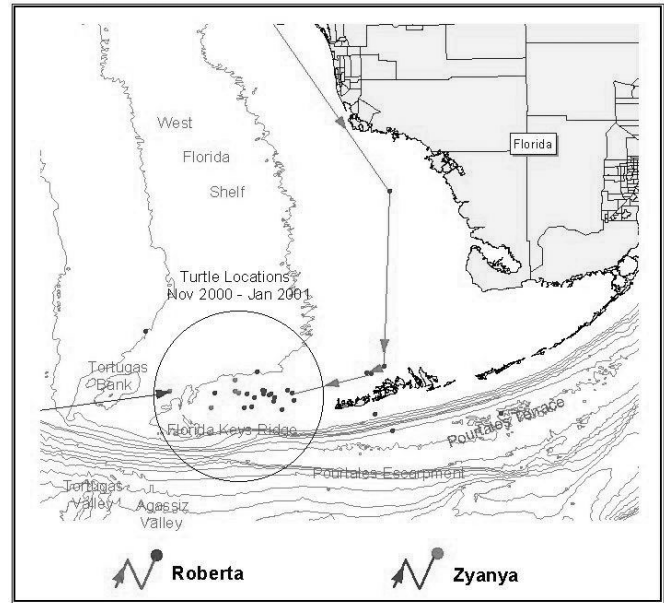 West
Florida
Shelf
Florida
Turtle Locations
Nov 2000 - Jan 2001
Tortugas
Bank
Florida Keys Ridge
Pourtales Terrace
Pourtales Escarpment
Tortugas
Valley
Agassiz
Valley
Roberta
Zyanya